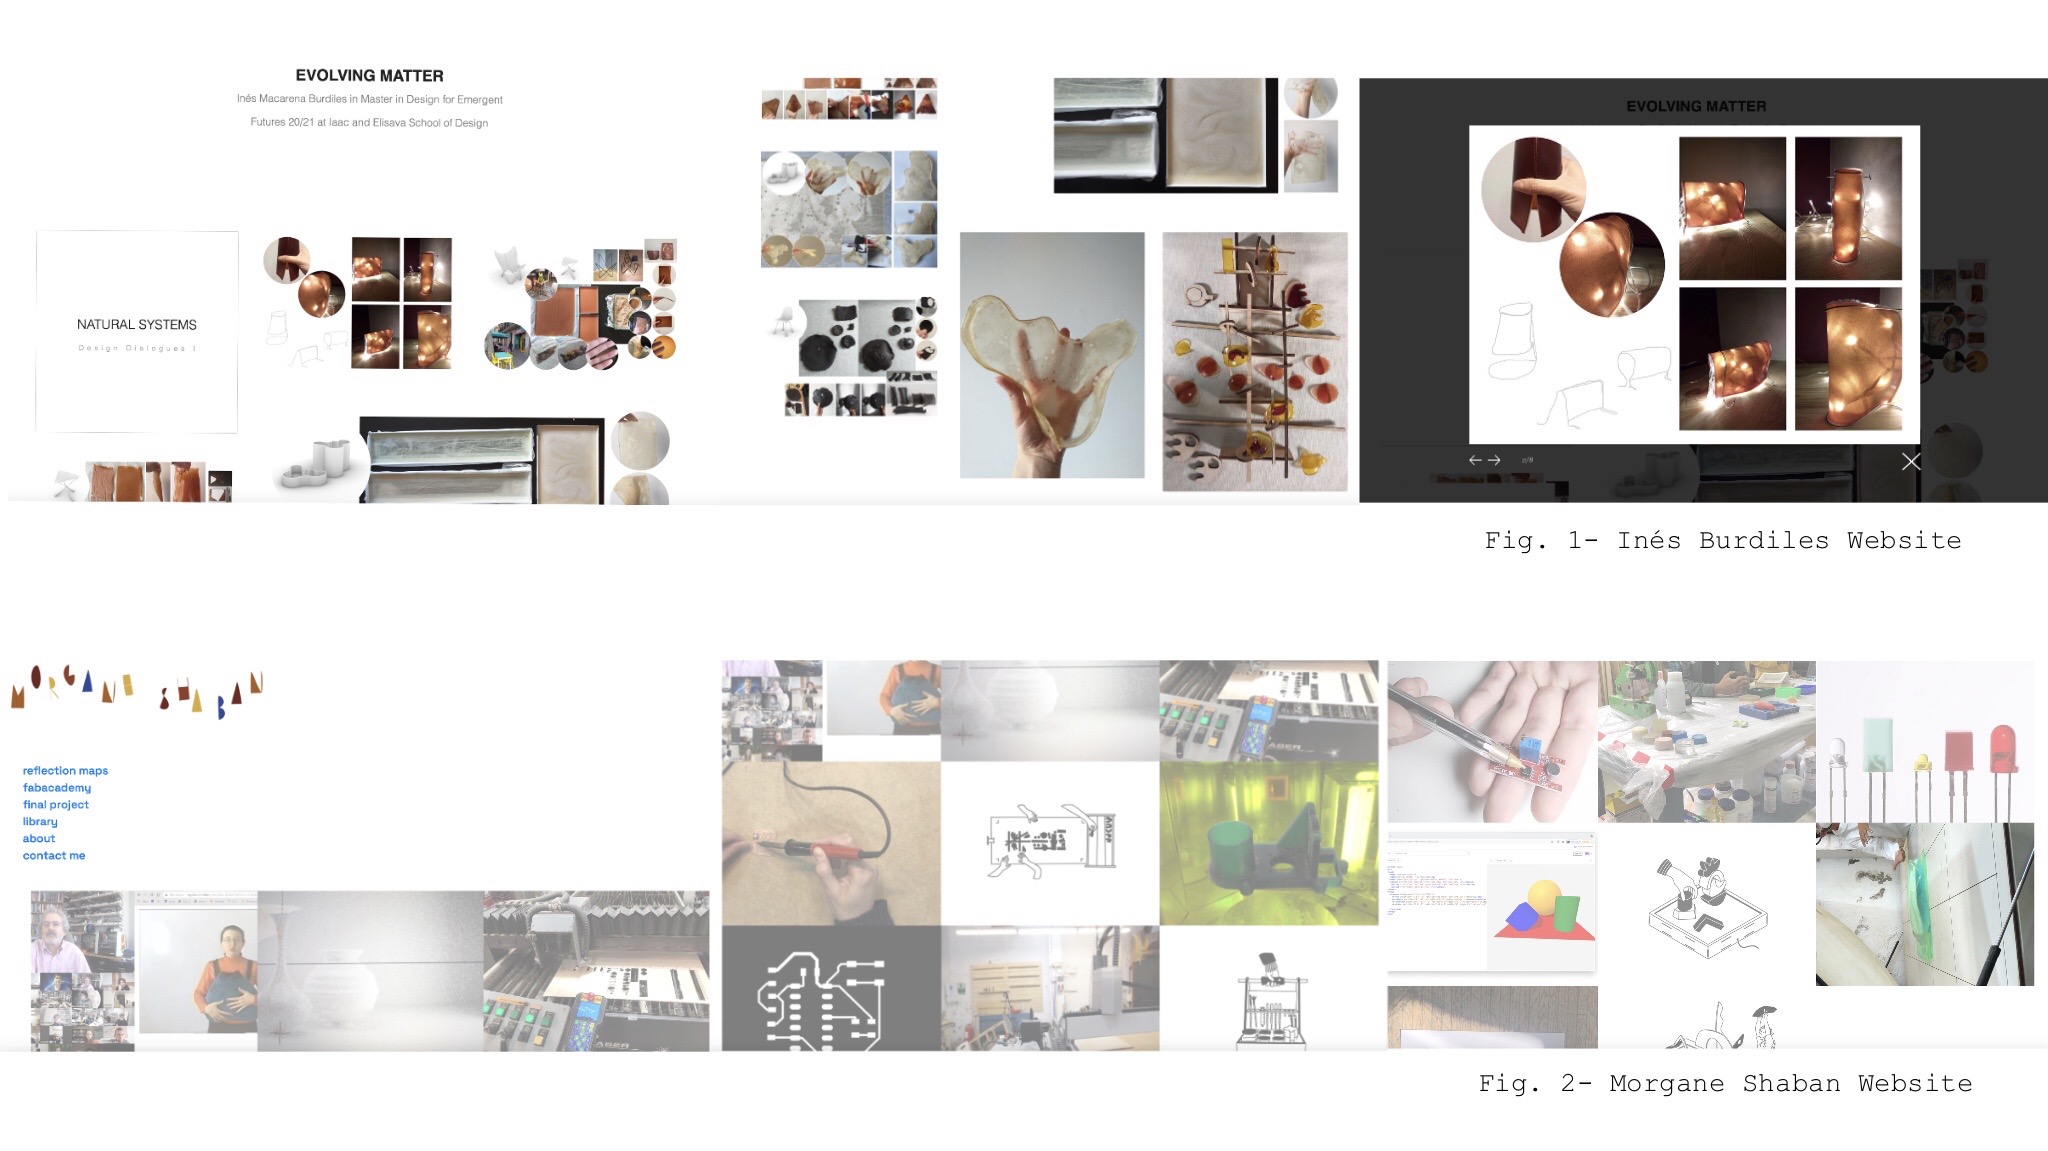 EVOLVING MATTER
Inés Macarena Burdiles in Master in Design for Emergent
Futures 20/21 at Iaac and Elisava School of Design
NATURAL SYSTEMS
Design Dialogues I
EVOLVING MATTER
Fig. 1- Inés Burdiles Website
MORGANE SHABAN
reflection maps
fabacademy
final project
library
about
contact me
Fig. 2- Morgane Shaban Website